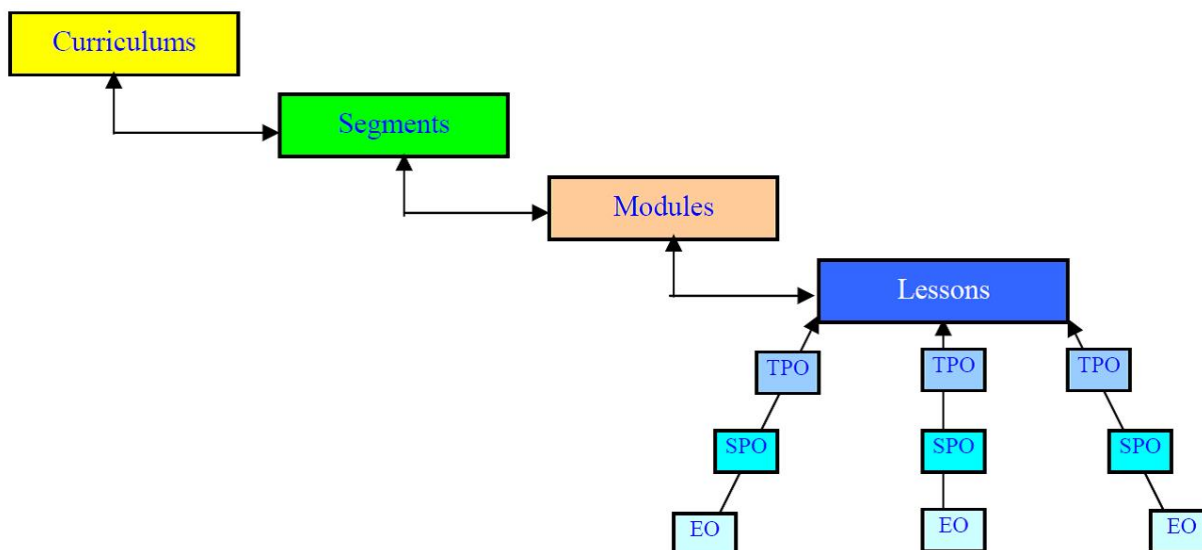 Curriculums
Segments
Modules
Lessons
TPO
TPO
TPO
SPO
SPO
SPO
EO
EO
EO